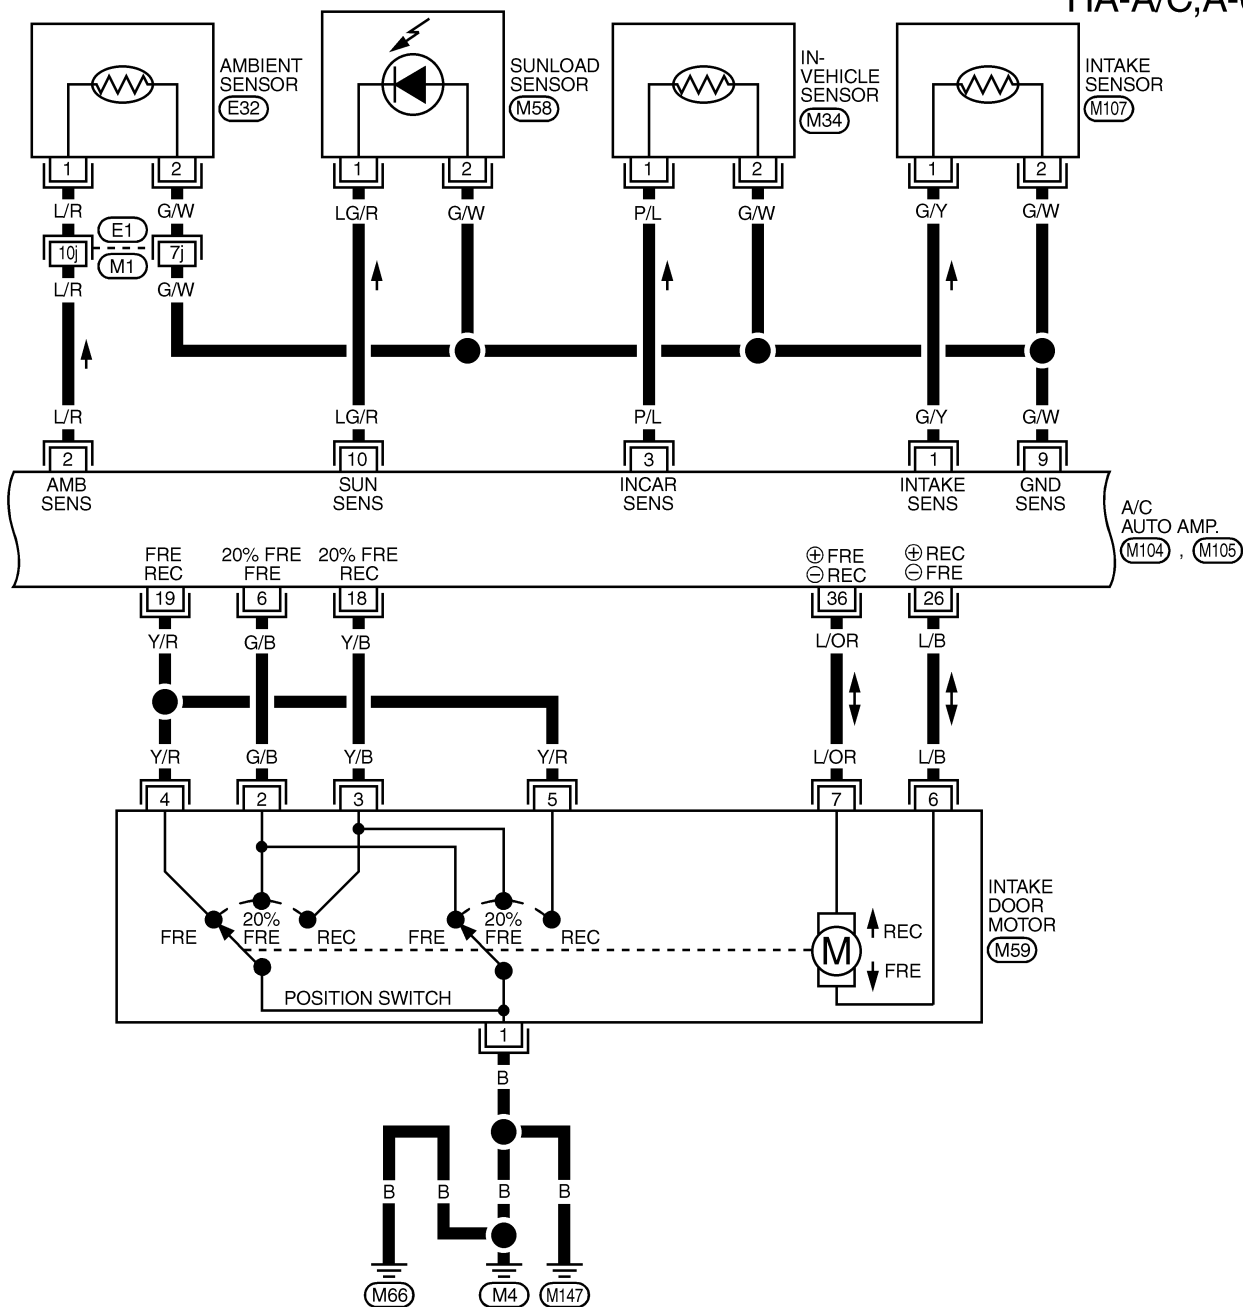 AMBIENT
SENSOR
E32
SUNLOAD
SENSOR
M58
IN-
VEHICLE
SENSOR
M34
INTAKE
SENSOR
M107
1
2
1
2
1
2
1
2
L/R
G/W
LG/R
G/W
P/L
G/W
G/Y
G/W
E1
10j
7j
M1
L/R
G/W
L/R
LG/R
P/L
G/Y
G/W
2
10
3
1
9
AMB
SENS
SUN
SENS
INCAR
SENS
INTAKE
SENS
GND
SENS
A/C
AUTO AMP.
M104 , M105
FRE
REC
20% FRE
FRE
20% FRE
REC
⊕ FRE
⊖ REC
⊕ REC
⊖ FRE
19
6
18
36
26
Y/R
G/B
Y/B
L/OR
L/B
Y/R
G/B
Y/B
Y/R
L/OR
L/B
4
2
3
5
7
6
FRE
20%
FRE
REC
FRE
20%
FRE
REC
M
REC
FRE
INTAKE
DOOR
MOTOR
M59
POSITION SWITCH
1
B
B
B
B
B
M66
M4
M147